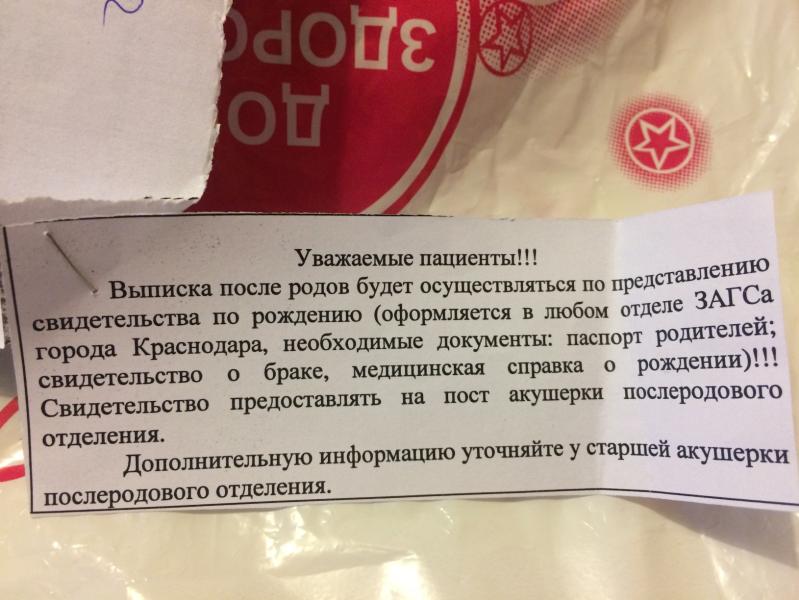 ЗДОРО
ДО
Уважаемые пациенты!!!
Выписка после родов будет осуществляться по представлению
свидетельства по рождению (оформляется в любом отделе ЗАГСа
города Краснодара, необходимые документы: паспорт родителей;
свидетельство о браке, медицинская справка о рождении)!!!
Свидетельство предоставлять на пост акушерки послеродового
отделения.
Дополнительную информацию уточняйте у старшей акушерки
послеродового отделения.